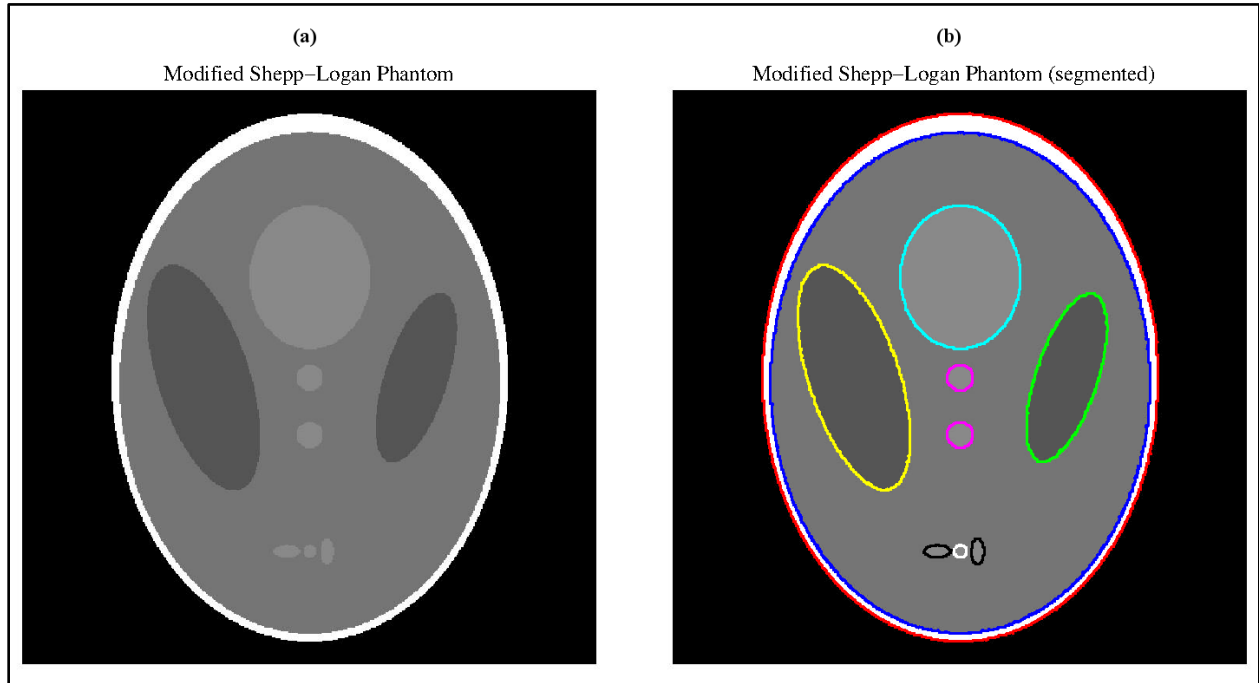 (a)
Modified Shepp–Logan Phantom
(b)
Modified Shepp–Logan Phantom (segmented)